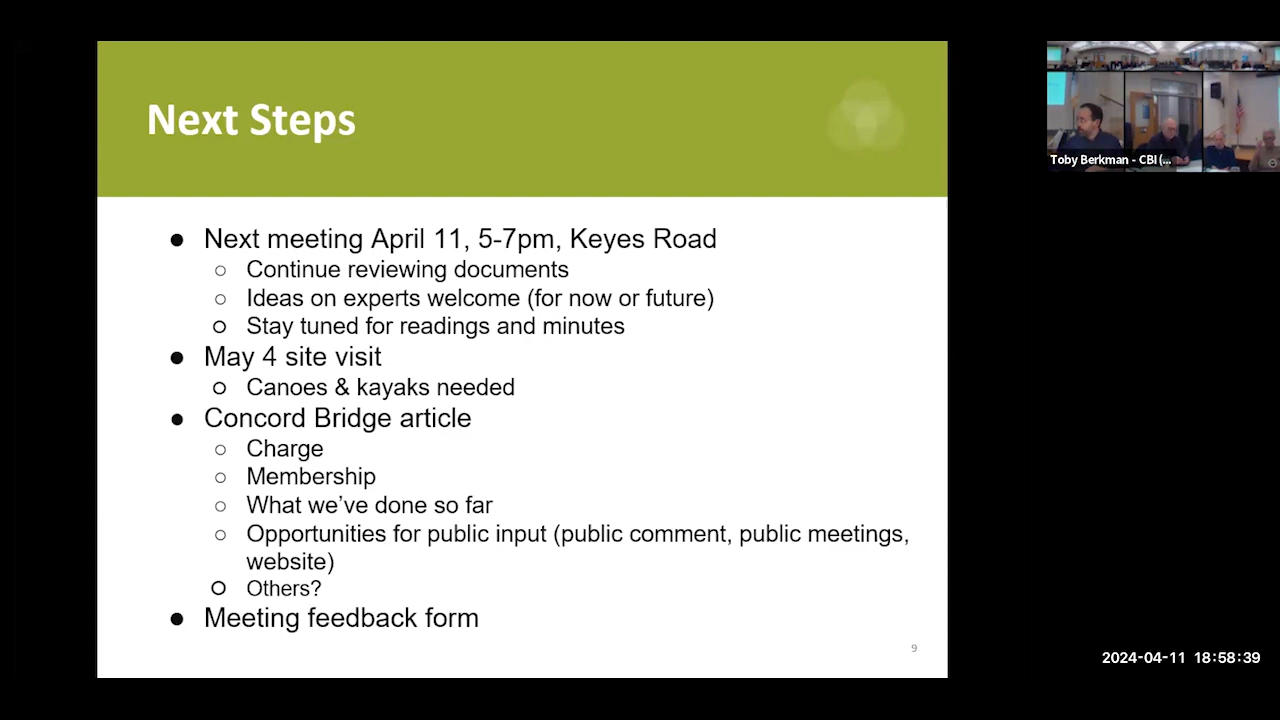 Next Steps
● Next meeting April 11, 5-7pm, Keyes Road
○ Continue reviewing documents
○ Ideas on experts welcome (for now or future)
○ Stay tuned for readings and minutes
● May 4 site visit
○ Canoes & kayaks needed
● Concord Bridge article
○ Charge
○ Membership
○ What we’ve done so far
○ Opportunities for public input (public comment, public meetings,
website)
○ Others?
● Meeting feedback form
9
Toby Berkman - CBI (...
2024-04-11 18:58:39